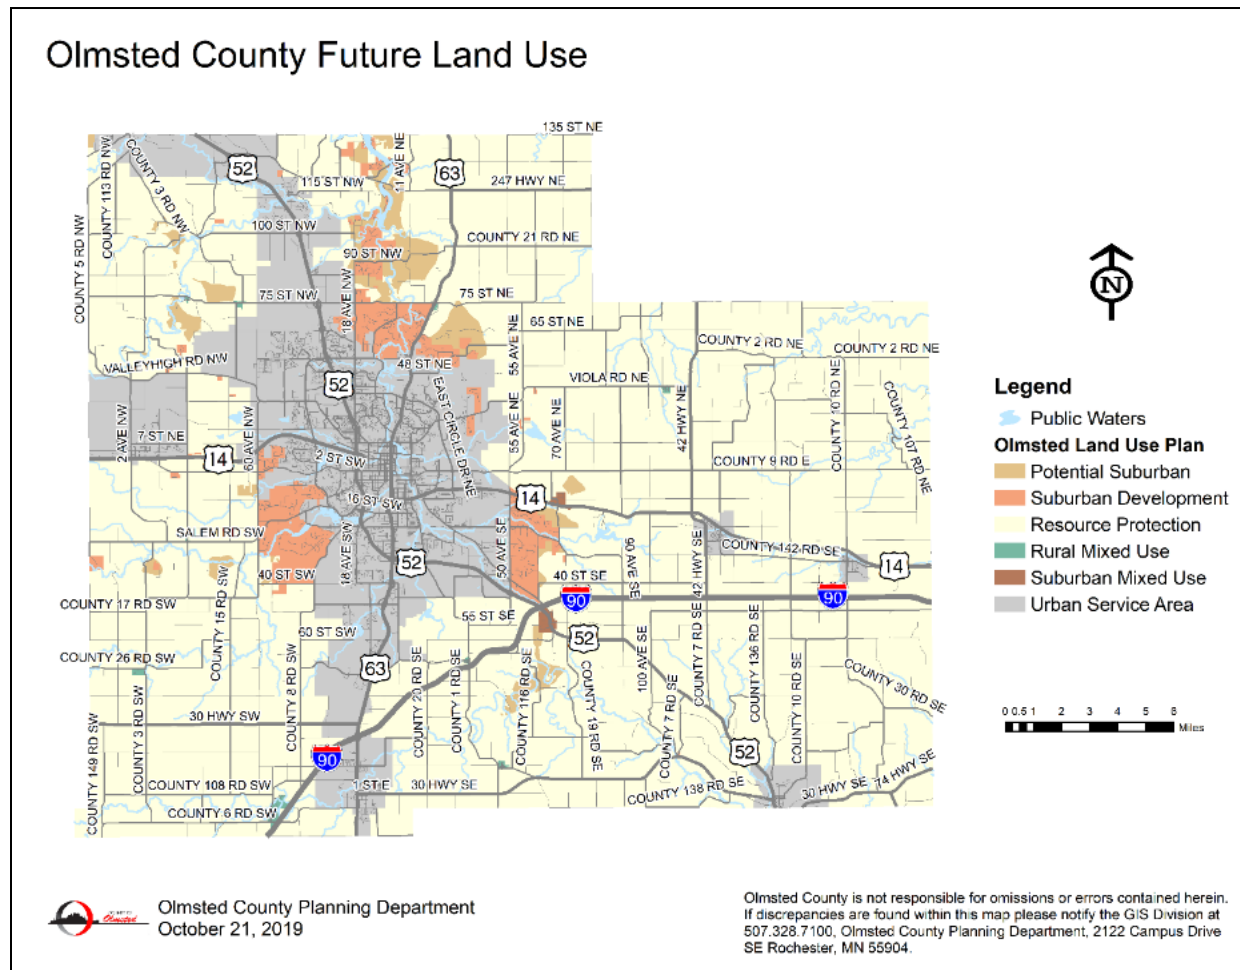 Olmsted County Future Land Use
135 ST NE
COUNTY 113 RD NW
COUNTY 3 RD NW
52
11 AVE NE
63
115 ST NW
247 HWY NE
COUNTY 5 RD NW
100 ST NW
COUNTY 21 RD NE
90 ST NW
N
75 ST NW
18 AVE NW
75 ST NE
65 ST NE
55 AVE NE
COUNTY 2 RD NE
COUNTY 2 RD NE
VALLEYHIGH RD NW
48 ST NE
52
EAST CIRCLE DR NE
VIOLA RD NE
COUNTY 10 RD NE
COUNTY 107 RD NE
2 AVE NW
7 ST NE
60 AVE NW
55 AVE NE
70 AVE NE
42 HWY NE
14
2 ST SW
COUNTY 9 RD E
16 ST SW
14
SALEM RD SW
18 AVE SW
50 AVE SE
90 AVE SE
42 HWY SE
COUNTY 142 RD SE
52
14
40 ST SW
40 ST SE
90
90
COUNTY 17 RD SW
COUNTY 15 RD SW
55 ST SE
60 ST SW
52
COUNTY 26 RD SW
63
COUNTY 8 RD SW
COUNTY 20 RD SE
COUNTY 1 RD SE
COUNTY 116 RD SE
COUNTY 19 RD SE
100 AVE SE
COUNTY 7 RD SE
COUNTY 7 RD SE
COUNTY 136 RD SE
COUNTY 10 RD SE
COUNTY 30 RD SE
30 HWY SW
COUNTY 149 RD SW
COUNTY 3 RD SW
90
52
COUNTY 108 RD SW
1 ST E
30 HWY SE
COUNTY 138 RD SE
30 HWY SE
74 HWY SE
COUNTY 6 RD SW
Legend
Public Waters
Olmsted Land Use Plan
Potential Suburban
Suburban Development
Resource Protection
Rural Mixed Use
Suburban Mixed Use
Urban Service Area
0 0.5 1 2 3 4 5 6
Miles
Olmsted
Olmsted County Planning Department
October 21, 2019
Olmsted County is not responsible for omissions or errors contained herein.
If discrepancies are found within this map please notify the GIS Division at
507.328.7100, Olmsted County Planning Department, 2122 Campus Drive
SE Rochester, MN 55904.